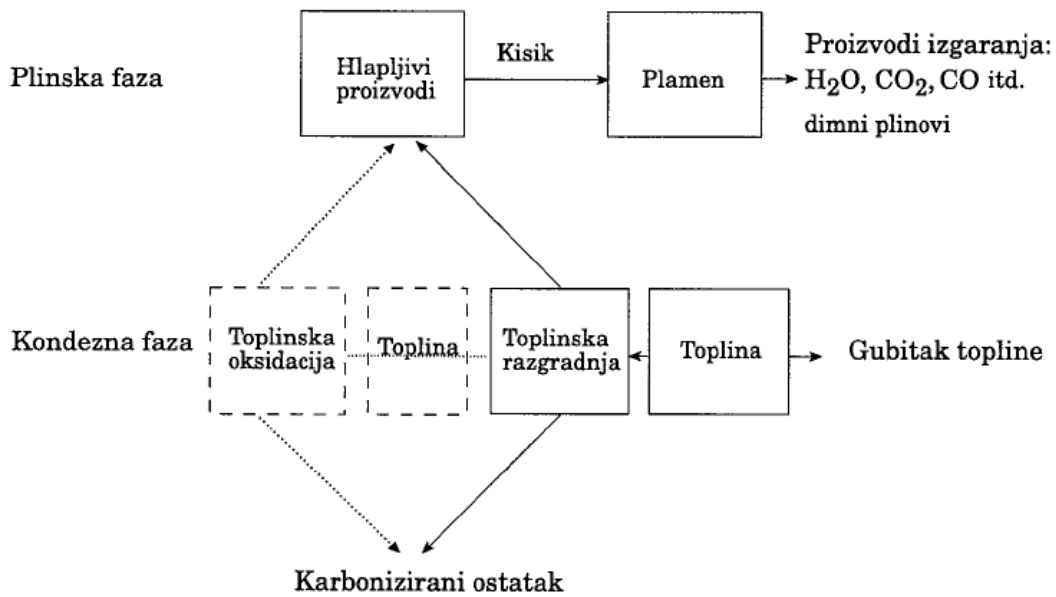 Plinska faza
Hlapljivi
proizvodi
Kisik
Plamen
Proizvodi izgaranja:
H₂O, CO₂, CO itd.
dimni plinovi
Kondezna faza
Toplinska
oksidacija
Toplina
Toplinska
razgradnja
Toplina
Gubitak topline
Karbonizirani ostatak